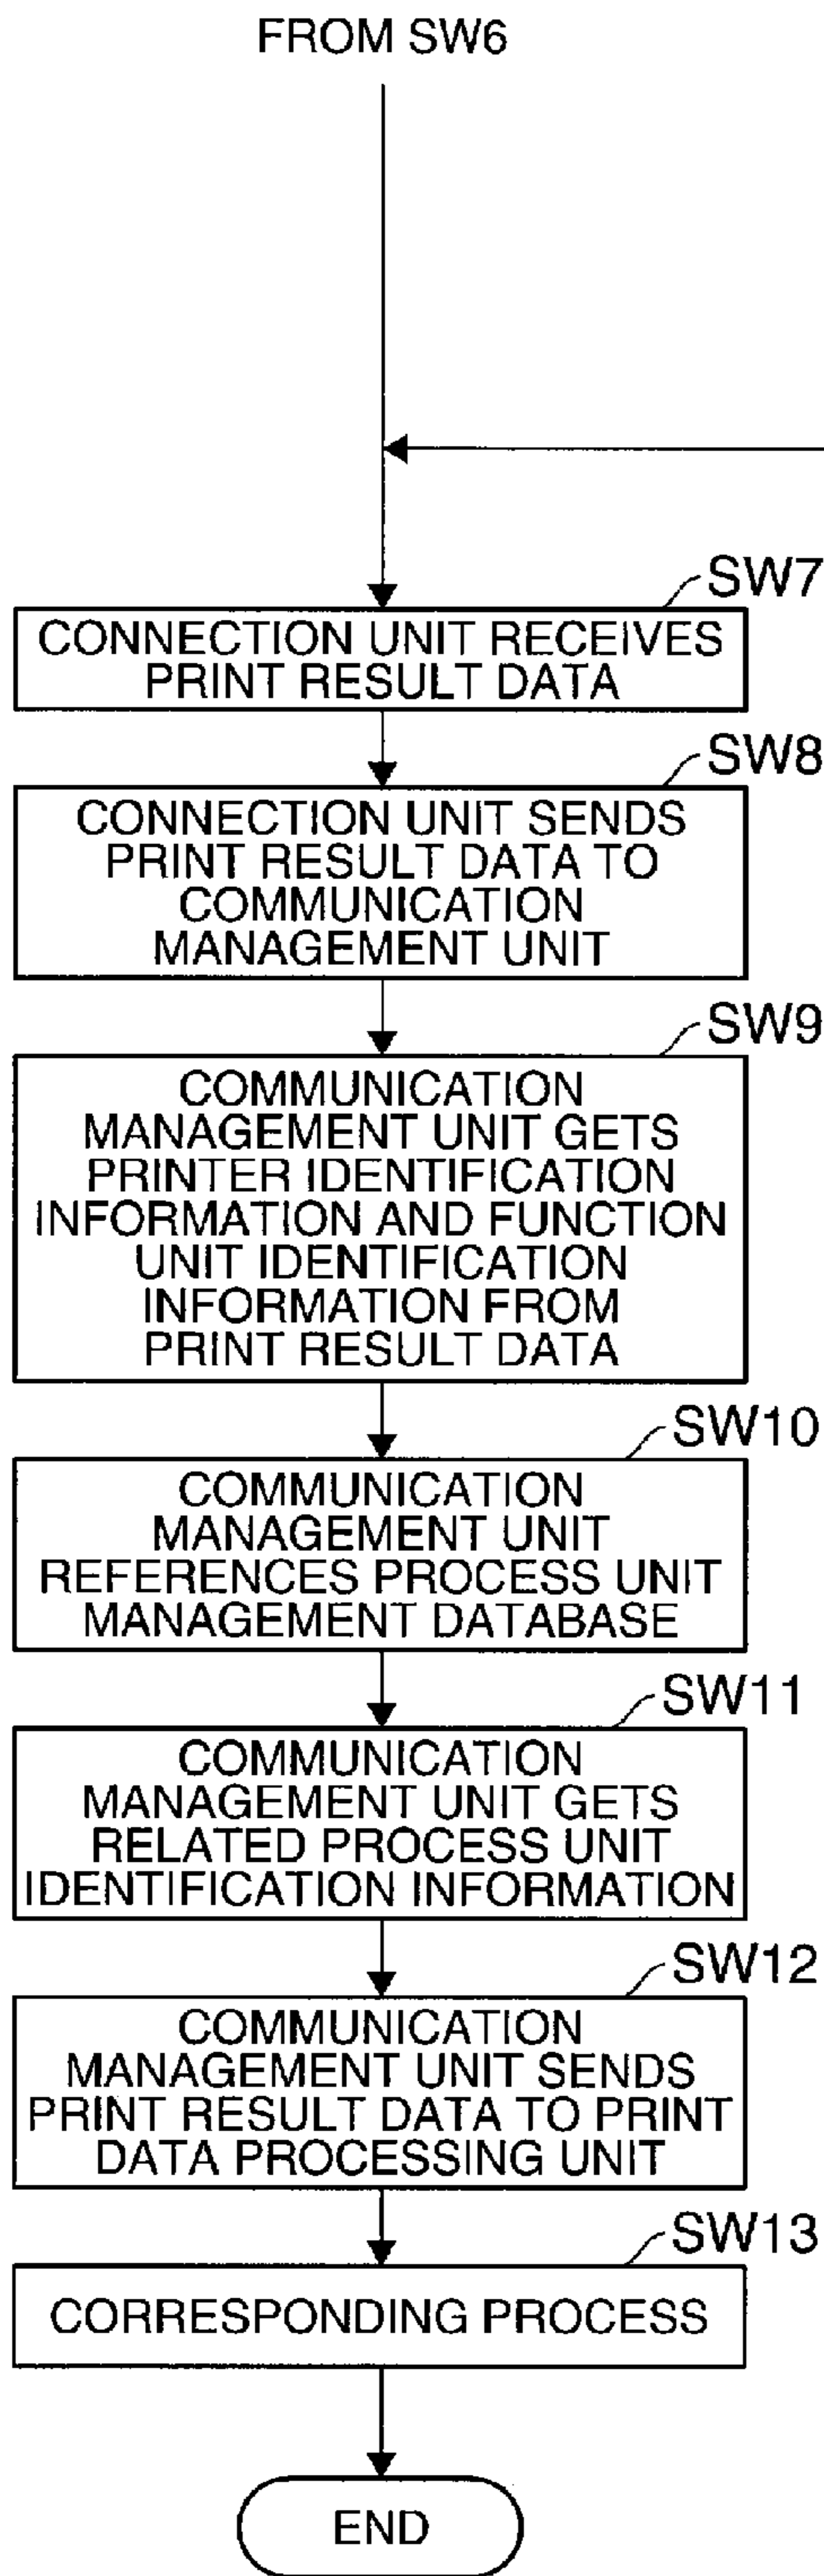 FROM SW6
SW7
CONNECTION UNIT RECEIVES
PRINT RESULT DATA
SW8
CONNECTION UNIT SENDS
PRINT RESULT DATA TO
COMMUNICATION
MANAGEMENT UNIT
SW9
COMMUNICATION
MANAGEMENT UNIT GETS
PRINTER IDENTIFICATION
INFORMATION AND FUNCTION
UNIT IDENTIFICATION
INFORMATION FROM
PRINT RESULT DATA
SW10
COMMUNICATION
MANAGEMENT UNIT
REFERENCES PROCESS UNIT
MANAGEMENT DATABASE
SW11
COMMUNICATION
MANAGEMENT UNIT GETS
RELATED PROCESS UNIT
IDENTIFICATION INFORMATION
SW12
COMMUNICATION
MANAGEMENT UNIT SENDS
PRINT RESULT DATA TO PRINT
DATA PROCESSING UNIT
SW13
CORRESPONDING PROCESS
END